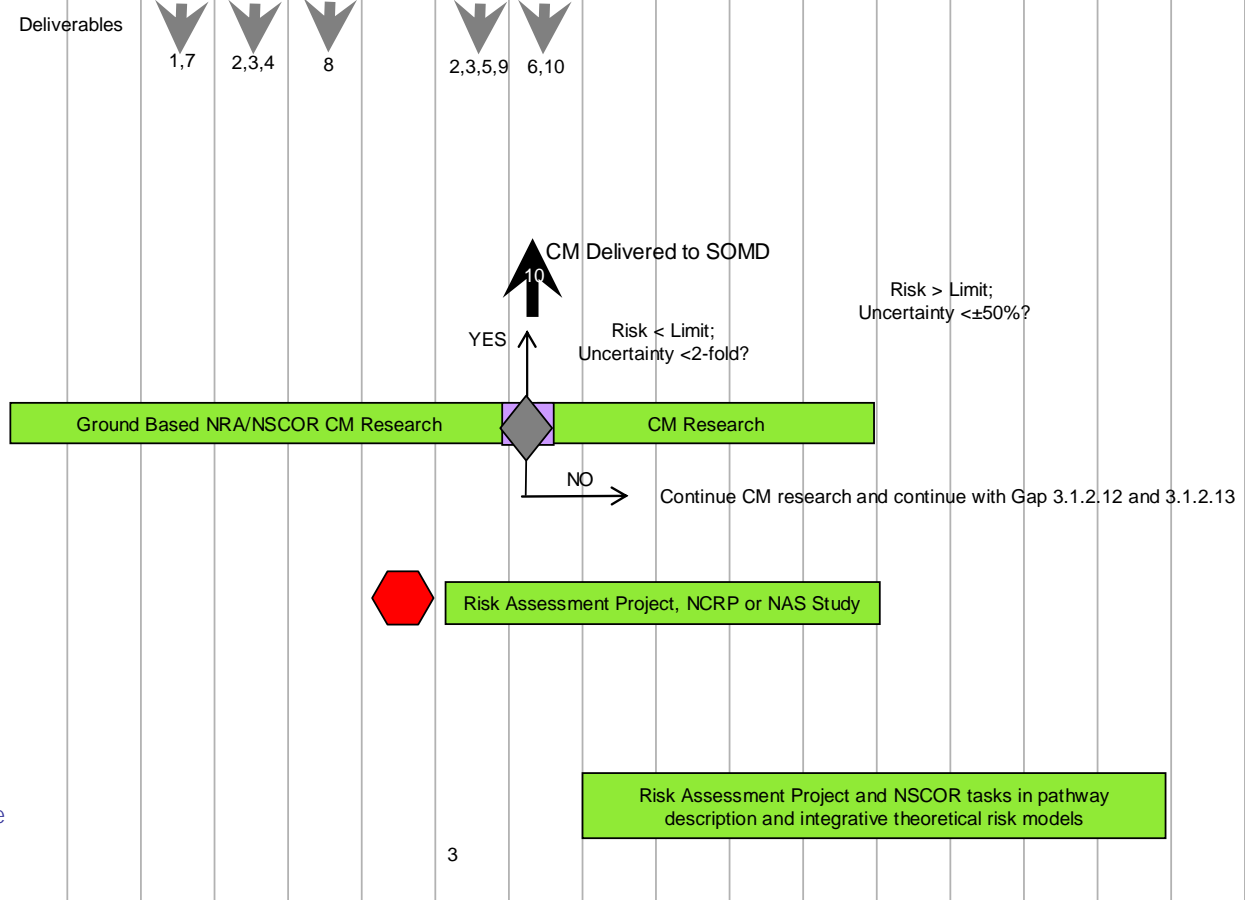 Deliverables
1,7
2,3,4
8
2,3,5,9
6,10
CM Delivered to SOMD
10
Risk > Limit;
Uncertainty <±50%?
YES
Risk < Limit;
Uncertainty <2-fold?
Ground Based NRA/NSCOR CM Research
CM Research
NO
Continue CM research and continue with Gap 3.1.2.12 and 3.1.2.13
Risk Assessment Project, NCRP or NAS Study
Risk Assessment Project and NSCOR tasks in pathway
description and integrative theoretical risk models
e
3